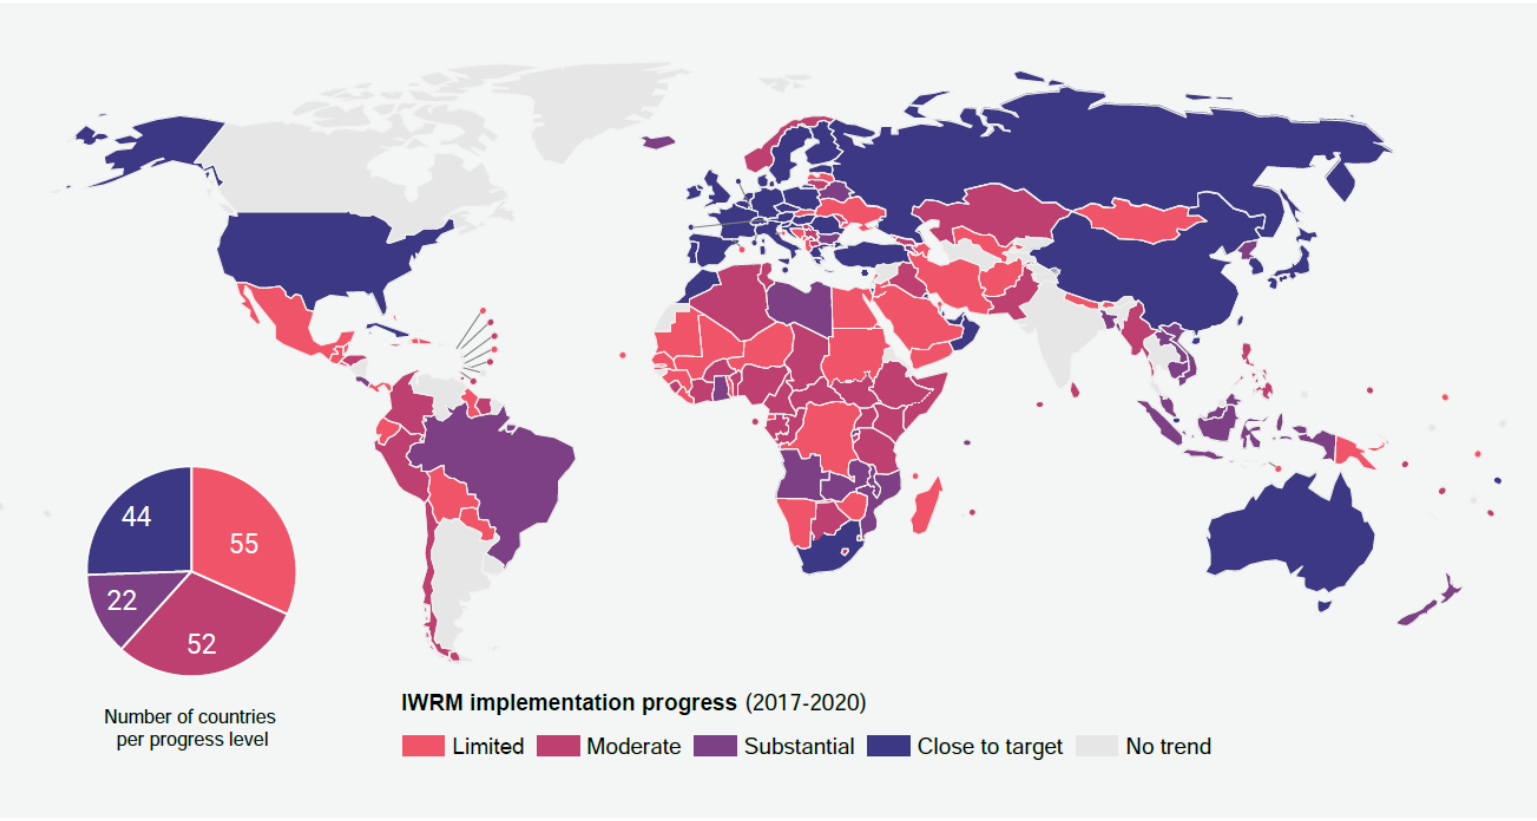 44
55
22
52
Number of countries
per progress level
IWRM implementation progress (2017-2020)
Limited Moderate Substantial Close to target No trend